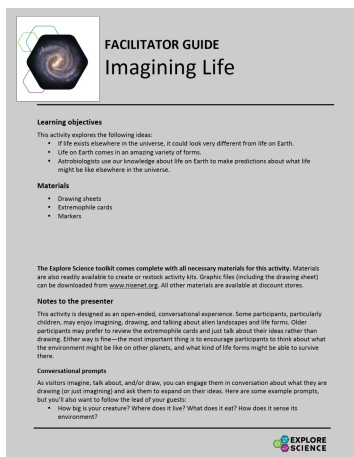 FACILITATOR GUIDE
Imagining Life
Learning objectives
This activity explores the following ideas:
• If life exists elsewhere in the universe, it could look very different from life on Earth.
• Life on Earth comes in an amazing variety of forms.
• Astrobiologists use our knowledge about life on Earth to make predictions about what life
might be like elsewhere in the universe.
Materials
• Drawing sheets
• Extremophile cards
• Markers
The Explore Science toolkit comes complete with all necessary materials for this activity. Materials
are also readily available to create or restock activity kits. Graphic files (including the drawing sheet)
can be downloaded from www.nisenet.org. All other materials are available at discount stores.
Notes to the presenter
This activity is designed as an open-ended, conversational experience. Some participants, particularly
children, may enjoy imagining, drawing, and talking about alien landscapes and life forms. Older
participants may prefer to review the extremophile cards and just talk about their ideas rather than
drawing. Either way is fine—the most important thing is to encourage participants to think about what
the environment might be like on other planets, and what kind of life forms might be able to survive
there.
Conversational prompts
As visitors imagine, talk about, and/or draw, you can engage them in conversation about what they are
drawing (or just imagining) and ask them to expand on their ideas. Here are some example prompts,
but you'll also want to follow the lead of your guests:
• How big is your creature? Where does it live? What does it eat? How does it sense its
environment?
EXPLORE
SCIENCE